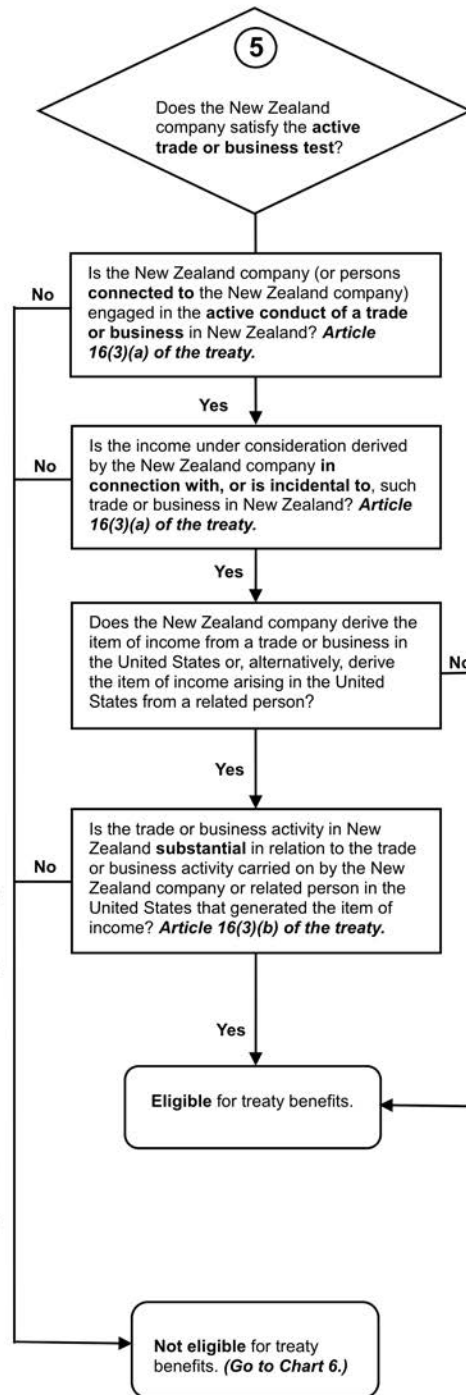 5
Does the New Zealand
company satisfy the active
trade or business test?
Is the New Zealand company (or persons
connected to the New Zealand company)
engaged in the active conduct of a trade
or business in New Zealand? Article
16(3)(a) of the treaty.
No
Yes
Is the income under consideration derived
by the New Zealand company in
connection with, or is incidental to, such
trade or business in New Zealand? Article
16(3)(a) of the treaty.
No
Yes
Does the New Zealand company derive the
item of income from a trade or business in
the United States or, alternatively, derive
the item of income arising in the United
States from a related person?
No
Yes
Is the trade or business activity in New
Zealand substantial in relation to the trade
or business activity carried on by the New
Zealand company or related person in the
United States that generated the item of
income? Article 16(3)(b) of the treaty.
No
Yes
Eligible for treaty benefits.
Not eligible for treaty
benefits. (Go to Chart 6.)